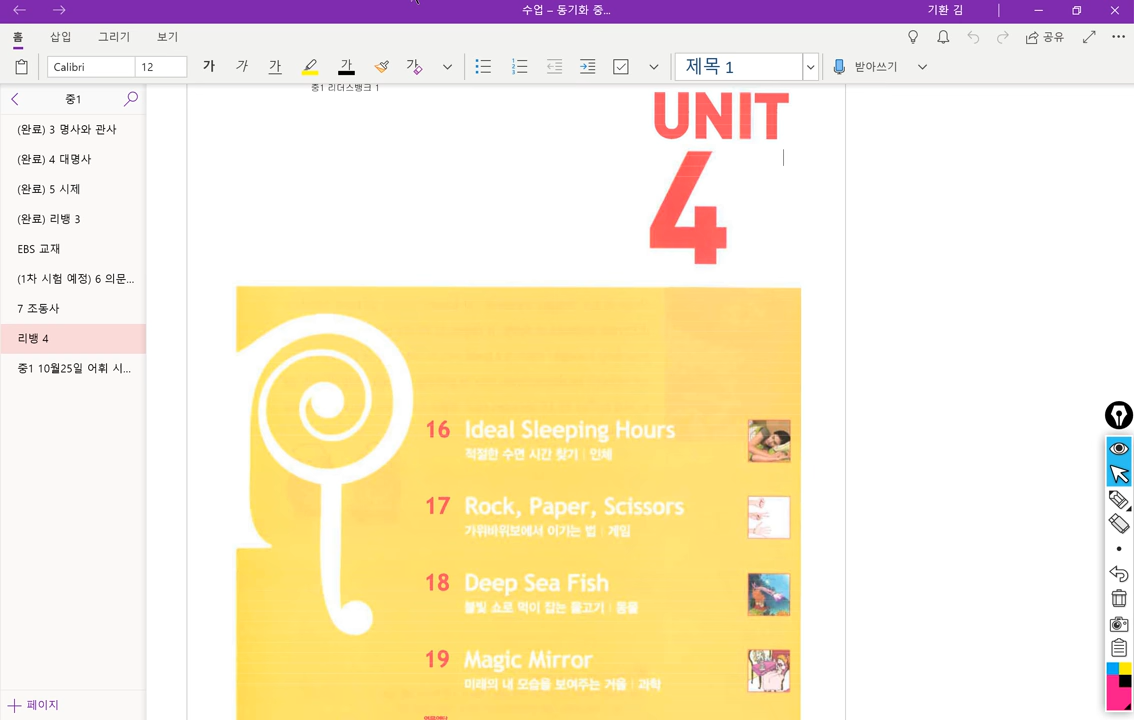 수업 – 동기화 중...
기환 김
홈
삽입
그리기
보기
공유
Calibri
12
가
가
가
가
가
제목 1
받아쓰기
중1
(완료) 3 명사와 관사
(완료) 4 대명사
(완료) 5 시제
(완료) 리뱅 3
EBS 교재
(1차 시험 예정) 6 의문...
7 조동사
리뱅 4
중1 10월25일 어휘 시...
페이지
중1 리더스뱅크 1
UNIT
4
16 Ideal Sleeping Hours
적절한 수면 시간 찾기 | 인체
17 Rock, Paper, Scissors
가위바위보에서 이기는 법 | 게임
18 Deep Sea Fish
불빛 쇼로 먹이 잡는 물고기 | 동물
19 Magic Mirror
미래의 내 모습을 보여주는 거울 | 과학